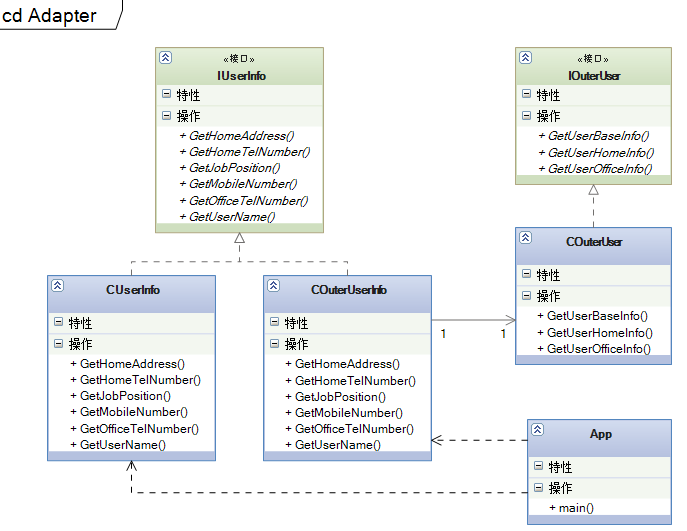 cd Adapter
«接口»
IUserInfo
特性
操作
+ GetHomeAddress()
+ GetHomeTelNumber()
+ GetJobPosition()
+ GetMobileNumber()
+ GetOfficeTelNumber()
+ GetUserName()
«接口»
IOuterUser
特性
操作
+ GetUserBaseInfo()
+ GetUserHomeInfo()
+ GetUserOfficeInfo()
CUserInfo
特性
操作
+ GetHomeAddress()
+ GetHomeTelNumber()
+ GetJobPosition()
+ GetMobileNumber()
+ GetOfficeTelNumber()
+ GetUserName()
COuterUserInfo
特性
操作
+ GetHomeAddress()
+ GetHomeTelNumber()
+ GetJobPosition()
+ GetMobileNumber()
+ GetOfficeTelNumber()
+ GetUserName()
1
1
COuterUser
特性
操作
+ GetUserBaseInfo()
+ GetUserHomeInfo()
+ GetUserOfficeInfo()
App
特性
操作
+ main()